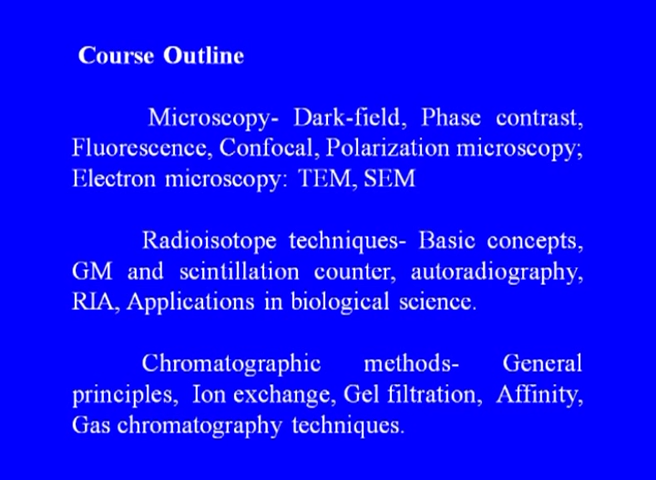 Course Outline
Microscopy- Dark-field, Phase contrast,
Fluorescence, Confocal, Polarization microscopy;
Electron microscopy: TEM, SEM
Radioisotope techniques- Basic concepts,
GM and scintillation counter, autoradiography,
RIA, Applications in biological science.
Chromatographic methods- General
principles, Ion exchange, Gel filtration, Affinity,
Gas chromatography techniques.